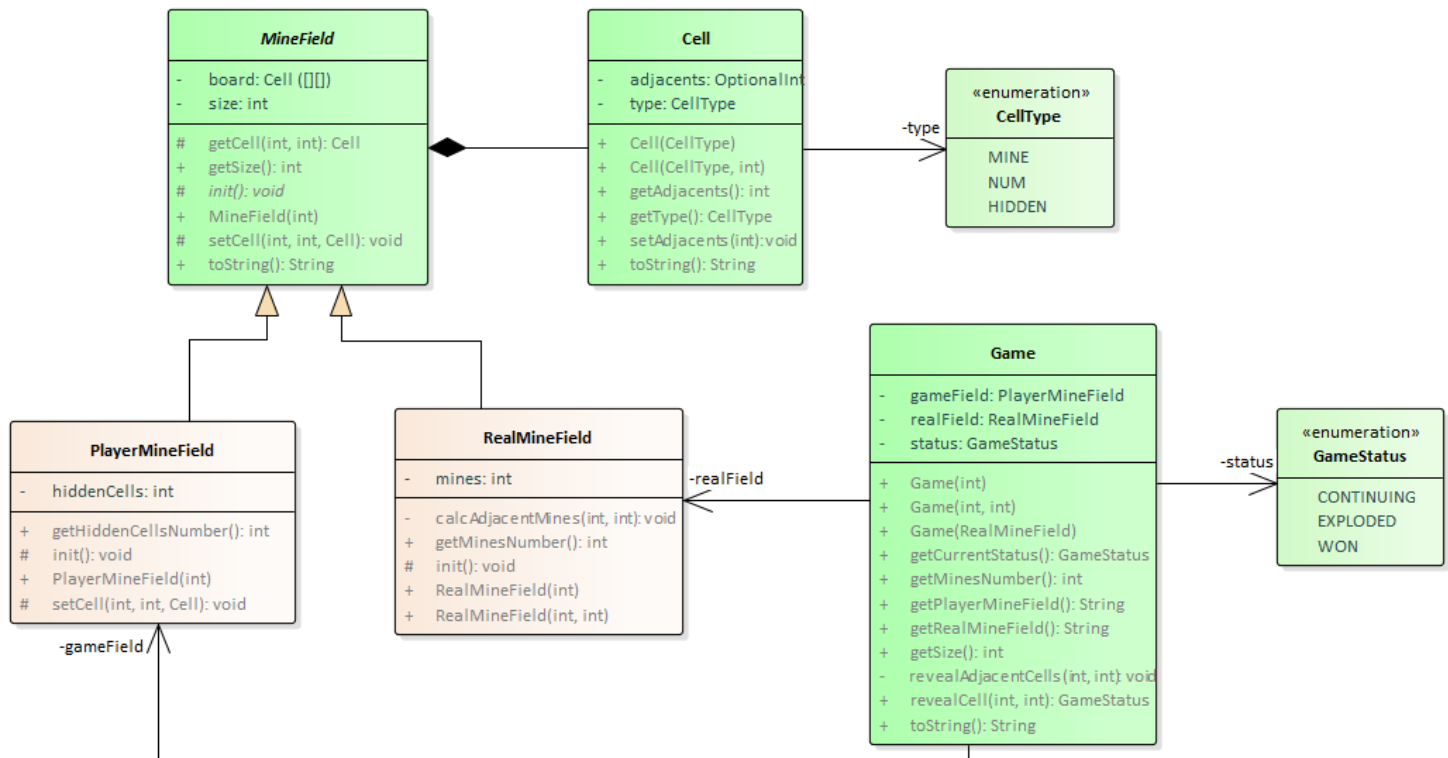 MineField
- board: Cell ([][])
- size: int
# getCell(int, int): Cell
+ getSize(): int
# init(): void
+ MineField(int)
# setCell(int, int, Cell): void
+ toString(): String
Cell
- adjacents: OptionalInt
- type: CellType
+ Cell(CellType)
+ Cell(CellType, int)
+ getAdjacents(): int
+ getType(): CellType
+ setAdjacents(int):void
+ toString(): String
-type
«enumeration»
CellType
MINE
NUM
HIDDEN
PlayerMineField
- hiddenCells: int
+ getHiddenCellsNumber(): int
# init(): void
+ PlayerMineField(int)
# setCell(int, int, Cell): void
-gameField
RealMineField
- mines: int
- calcAdjacentMines(int, int): void
+ getMinesNumber(): int
# init(): void
+ RealMineField(int)
+ RealMineField(int, int)
-realField
Game
- gameField: PlayerMineField
- realField: RealMineField
- status: GameStatus
+ Game(int)
+ Game(int, int)
+ Game(RealMineField)
+ getCurrentStatus(): GameStatus
+ getMinesNumber(): int
+ getPlayerMineField(): String
+ getRealMineField(): String
+ getSize(): int
- revealAdjacentCells(int, int): void
+ revealCell(int, int): GameStatus
+ toString(): String
-status
«enumeration»
GameStatus
CONTINUING
EXPLODED
WON